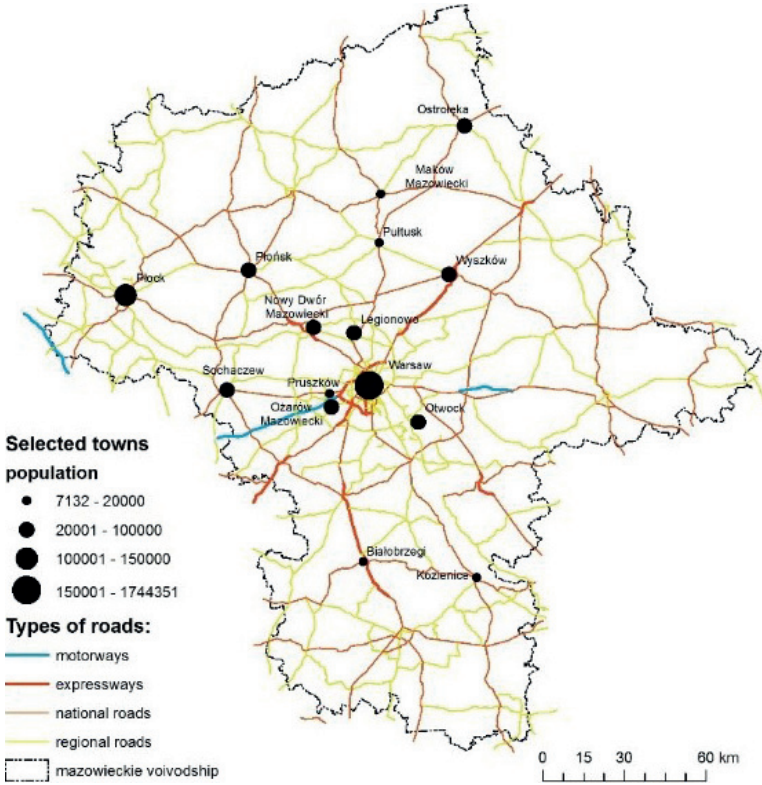 Ostrołęka
Maków
Mazowiecki
Pułtusk
Płońsk
Płock
Wyszków
Nowy Dwór
Mazowiecki
Legionowo
Sochaczew
Warsaw
Pruszków
Ożarów
Mazowiecki
Otwock
Selected towns
population
7132 - 20000
20001 - 100000
100001 - 150000
150001 - 1744351
Białobrzegi
Kozienice
Types of roads:
motorways
expressways
national roads
regional roads
mazowieckie voivodship
0 15 30 60 km